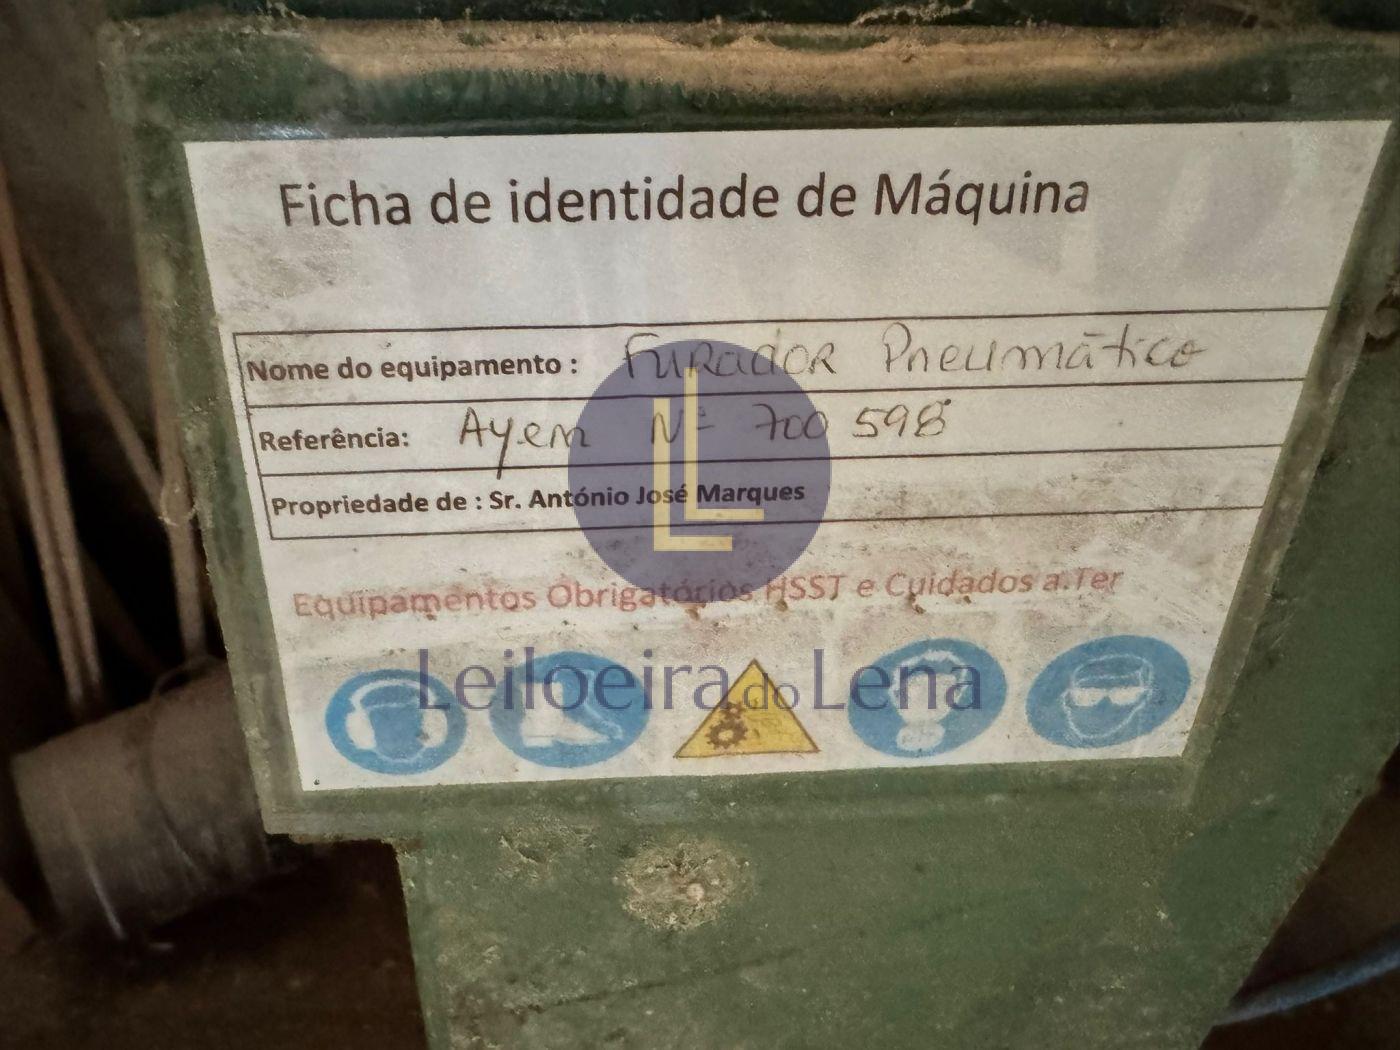 Ficha de identidade de Máquina
Nome do equipamento : Furador Pneumático
Referência: Ayem Nº 700 598
Propriedade de : Sr. António José Marques
Equipamentos Obrigatórios HSST e Cuidados a Ter
LL
Leiloeira do Lena